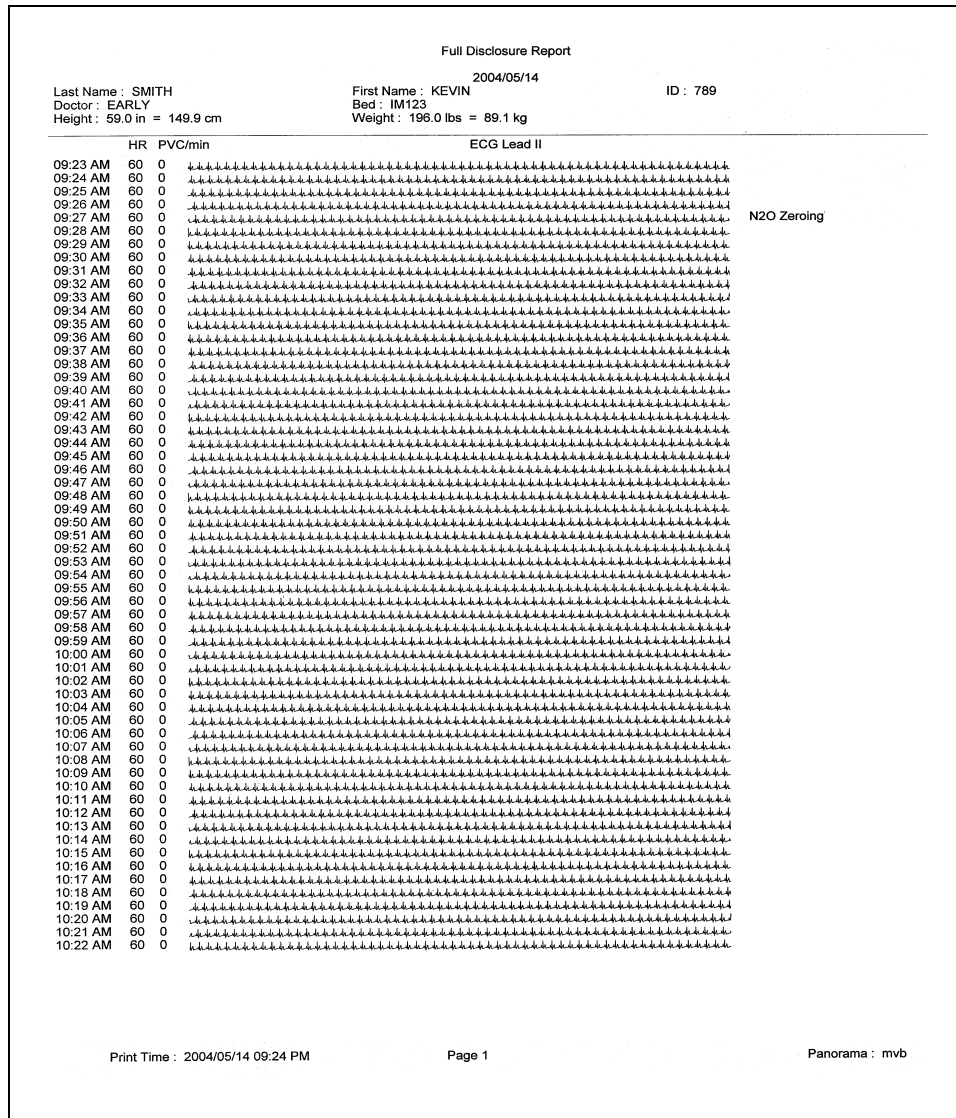 Full Disclosure Report
2004/05/14
Last Name : SMITH First Name : KEVIN ID : 789
Doctor : EARLY Bed : IM123
Height : 59.0 in = 149.9 cm Weight : 196.0 lbs = 89.1 kg
HR PVC/min ECG Lead II
09:23 AM 60 0
09:24 AM 60 0
09:25 AM 60 0
09:26 AM 60 0
09:27 AM 60 0 N2O Zeroing
09:28 AM 60 0
09:29 AM 60 0
09:30 AM 60 0
09:31 AM 60 0
09:32 AM 60 0
09:33 AM 60 0
09:34 AM 60 0
09:35 AM 60 0
09:36 AM 60 0
09:37 AM 60 0
09:38 AM 60 0
09:39 AM 60 0
09:40 AM 60 0
09:41 AM 60 0
09:42 AM 60 0
09:43 AM 60 0
09:44 AM 60 0
09:45 AM 60 0
09:46 AM 60 0
09:47 AM 60 0
09:48 AM 60 0
09:49 AM 60 0
09:50 AM 60 0
09:51 AM 60 0
09:52 AM 60 0
09:53 AM 60 0
09:54 AM 60 0
09:55 AM 60 0
09:56 AM 60 0
09:57 AM 60 0
09:58 AM 60 0
09:59 AM 60 0
10:00 AM 60 0
10:01 AM 60 0
10:02 AM 60 0
10:03 AM 60 0
10:04 AM 60 0
10:05 AM 60 0
10:06 AM 60 0
10:07 AM 60 0
10:08 AM 60 0
10:09 AM 60 0
10:10 AM 60 0
10:11 AM 60 0
10:12 AM 60 0
10:13 AM 60 0
10:14 AM 60 0
10:15 AM 60 0
10:16 AM 60 0
10:17 AM 60 0
10:18 AM 60 0
10:19 AM 60 0
10:20 AM 60 0
10:21 AM 60 0
10:22 AM 60 0
Print Time : 2004/05/14 09:24 PM Page 1 Panorama : mvb